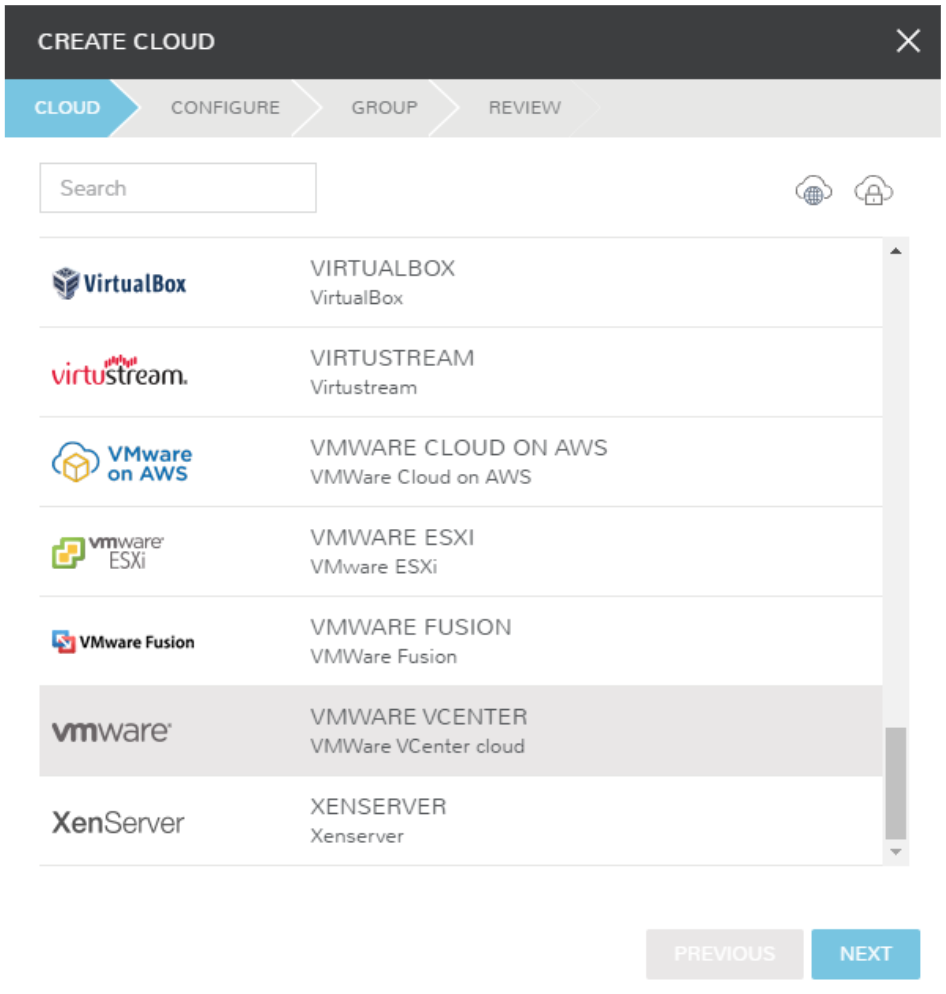 CREATE CLOUD
CLOUD CONFIGURE GROUP REVIEW
Search
VirtualBox
VIRTUALBOX
VirtualBox
virtustream.
VIRTUSTREAM
Virtustream
VMware
on AWS
VMWARE CLOUD ON AWS
VMWare Cloud on AWS
vmware
ESXi
VMWARE ESXI
VMware ESXi
VMware Fusion
VMWARE FUSION
VMWare Fusion
vmware
VMWARE VCENTER
VMWare VCenter cloud
XenServer
XENSERVER
Xenserver
PREVIOUS NEXT